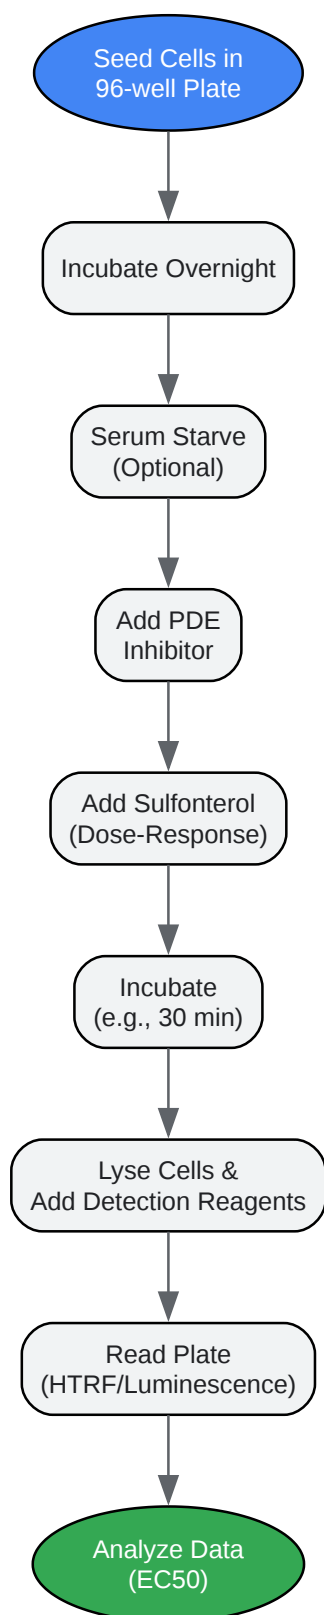 Seed Cells in
96-well Plate
Incubate Overnight
Serum Starve
(Optional)
Add PDE
Inhibitor
Add Sulfonterol
(Dose-Response)
Incubate
(e.g., 30 min)
Lyse Cells &
Add Detection Reagents
Read Plate
(HTRF/Luminescence)
Analyze Data
(EC50)